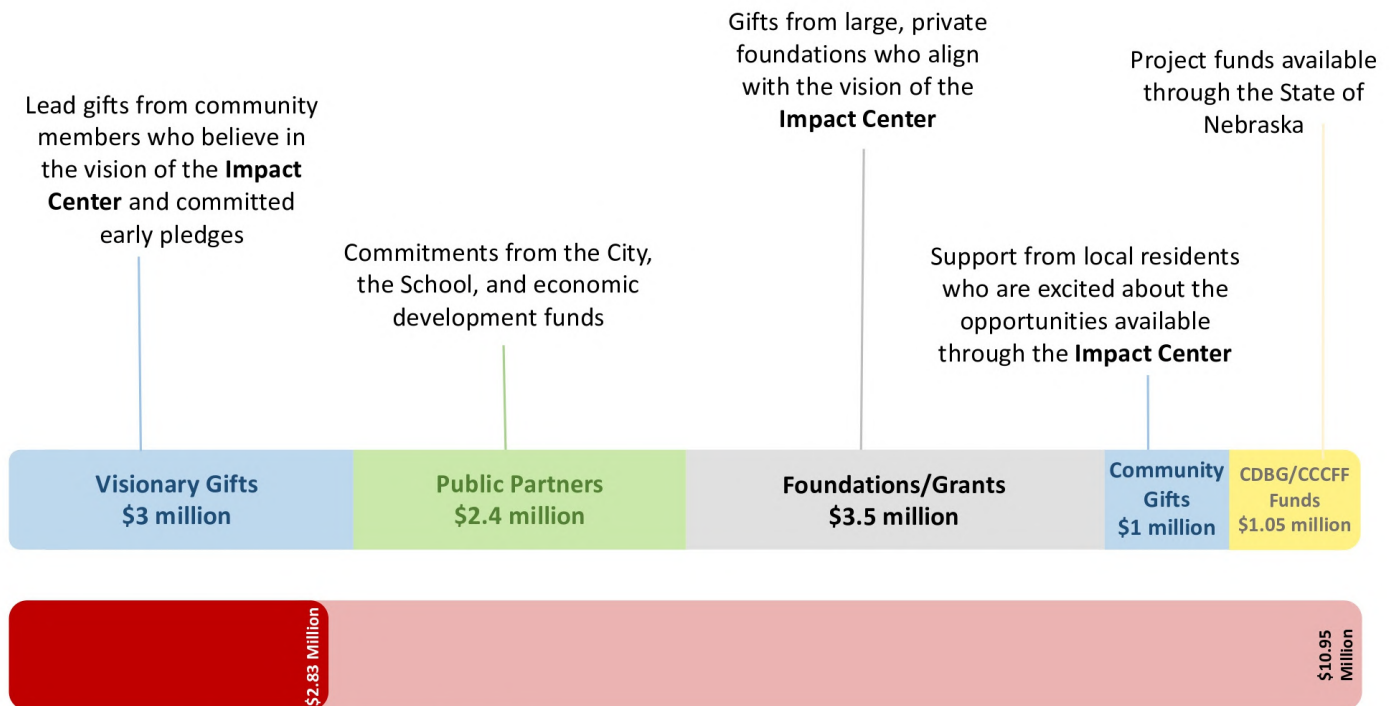 Lead gifts from community
members who believe in
the vision of the Impact
Center and committed
early pledges
Commitments from the City,
the School, and economic
development funds
Gifts from large, private
foundations who align
with the vision of the
Impact Center
Support from local residents
who are excited about the
opportunities available
through the Impact Center
Project funds available
through the State of
Nebraska
Visionary Gifts
$3 million
Public Partners
$2.4 million
Foundations/Grants
$3.5 million
Community
Gifts
$1 million
CDBG/CCCFF
Funds
$1.05 million
$2.83 Million
$10.95
Million